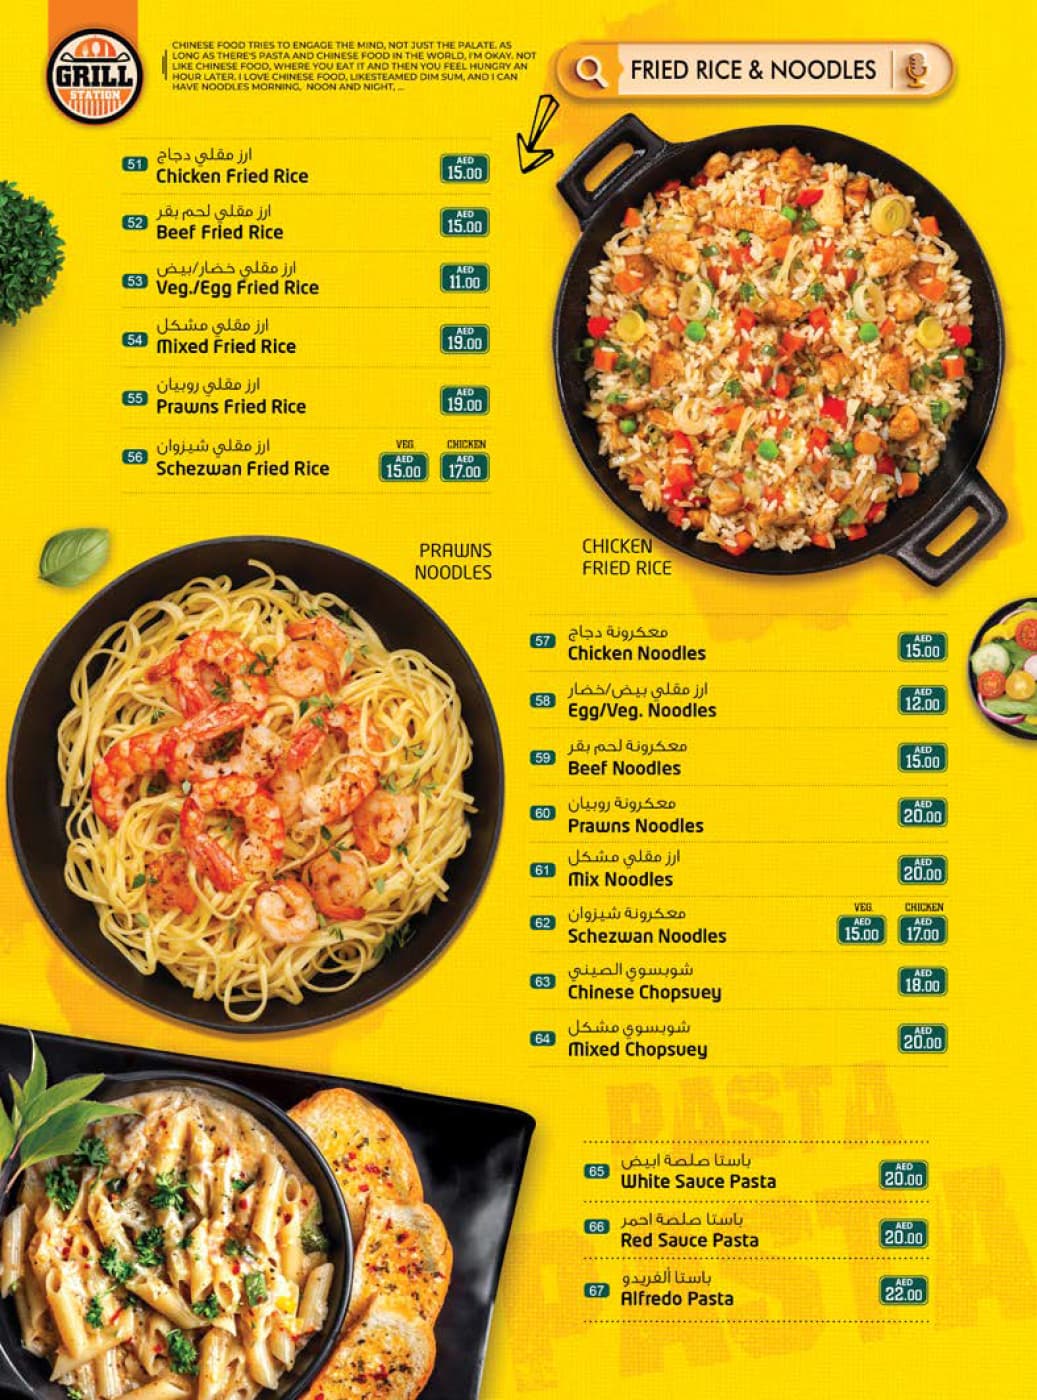 GRILL
STATION
CHINESE FOOD TRIES TO ENGAGE THE MIND, NOT JUST THE PALATE. AS
LONG AS THERE'S PASTA AND CHINESE FOOD IN THE WORLD, I'M OKAY. NOT
LIKE CHINESE FOOD, WHERE YOU EAT IT AND THEN YOU FEEL HUNGRY AN
HOUR LATER. I LOVE CHINESE FOOD, LIKESTEAMED DIM SUM, AND I CAN
HAVE NOODLES MORNING, NOON AND NIGHT, ...
FRIED RICE & NOODLES
51
ارز مقلي دجاج
Chicken Fried Rice
AED
15.00
52
ارز مقلي لحم بقر
Beef Fried Rice
AED
15.00
53
ارز مقلي خضار/بيض
Veg./Egg Fried Rice
AED
11.00
54
ارز مقلي مشكل
Mixed Fried Rice
AED
19.00
55
ارز مقلي روبيان
Prawns Fried Rice
AED
19.00
56
ارز مقلي شيزوان
Schezwan Fried Rice
VEG.
AED
15.00
CHICKEN
AED
17.00
PRAWNS
NOODLES
CHICKEN
FRIED RICE
57
معكرونة دجاج
Chicken Noodles
AED
15.00
58
ارز مقلي بيض/خضار
Egg/Veg. Noodles
AED
12.00
59
معكرونة لحم بقر
Beef Noodles
AED
15.00
60
معكرونة روبيان
Prawns Noodles
AED
20.00
61
ارز مقلي مشكل
Mix Noodles
AED
20.00
62
معكرونة شيزوان
Schezwan Noodles
VEG.
AED
15.00
CHICKEN
AED
17.00
63
شوبسوي الصيني
Chinese Chopsuey
AED
18.00
64
شوبسوي مشكل
Mixed Chopsuey
AED
20.00
PASTA
PASTA
65
باستا صلصة ابيض
White Sauce Pasta
AED
20.00
66
باستا صلصة احمر
Red Sauce Pasta
AED
20.00
67
باستا ألفريدو
Alfredo Pasta
AED
22.00